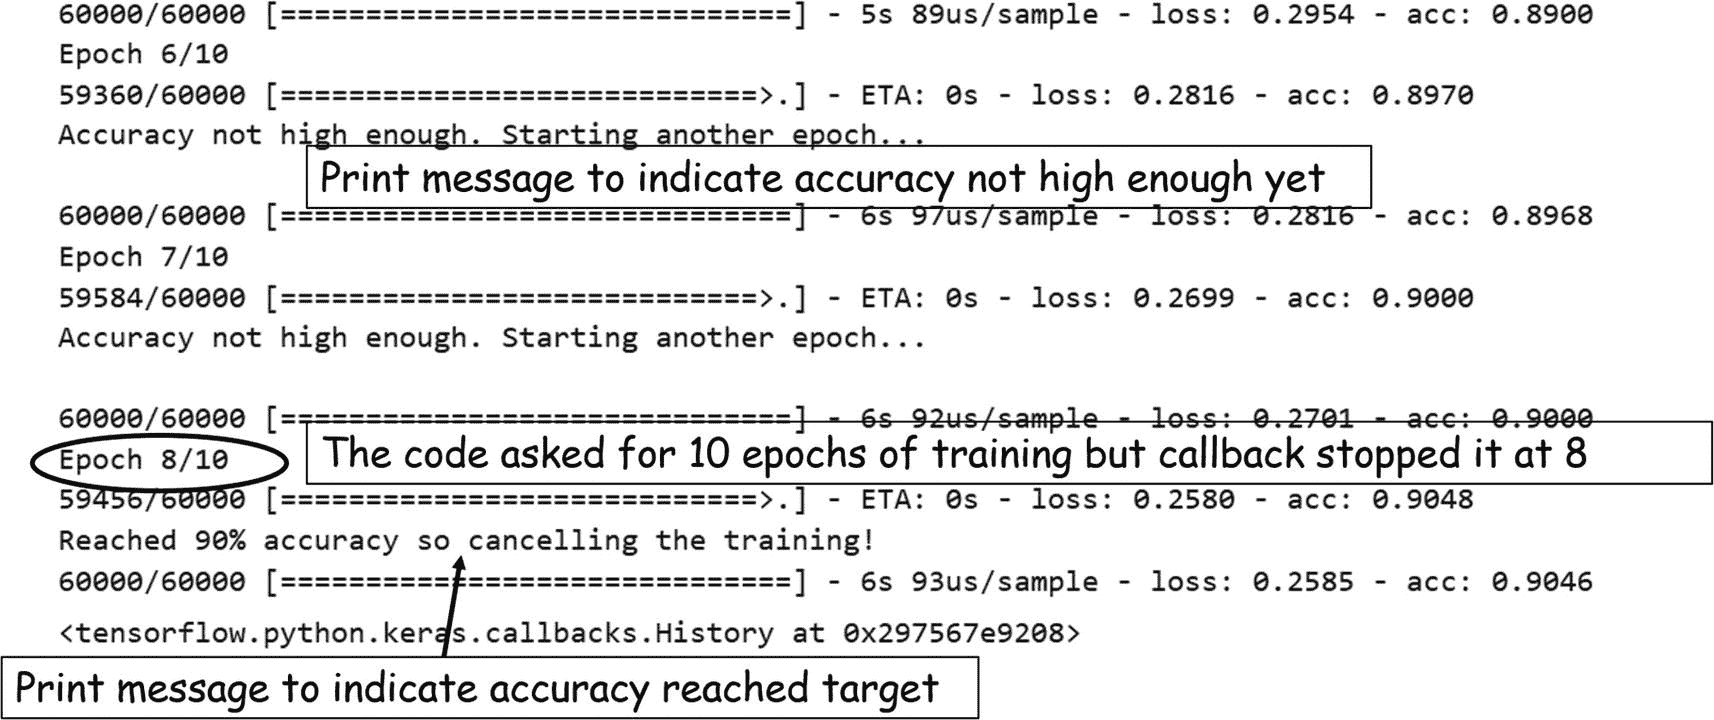 60000/60000 [==============================] - 5s 89us/sample - loss: 0.2954 - acc: 0.8900
Epoch 6/10
59360/60000 [============================>.] - ETA: 0s - loss: 0.2816 - acc: 0.8970
Accuracy not high enough. Starting another epoch...
Print message to indicate accuracy not high enough yet
60000/60000 [==============================] - 6s 97us/sample - loss: 0.2816 - acc: 0.8968
Epoch 7/10
59584/60000 [============================>.] - ETA: 0s - loss: 0.2699 - acc: 0.9000
Accuracy not high enough. Starting another epoch...
60000/60000 [==============================] - 6s 92us/sample - loss: 0.2701 - acc: 0.9000
Epoch 8/10
The code asked for 10 epochs of training but callback stopped it at 8
59456/60000 [============================>.] - ETA: 0s - loss: 0.2580 - acc: 0.9048
Reached 90% accuracy so cancelling the training!
60000/60000 [==============================] - 6s 93us/sample - loss: 0.2585 - acc: 0.9046
<tensorflow.python.keras.callbacks.History at 0x297567e9208>
Print message to indicate accuracy reached target